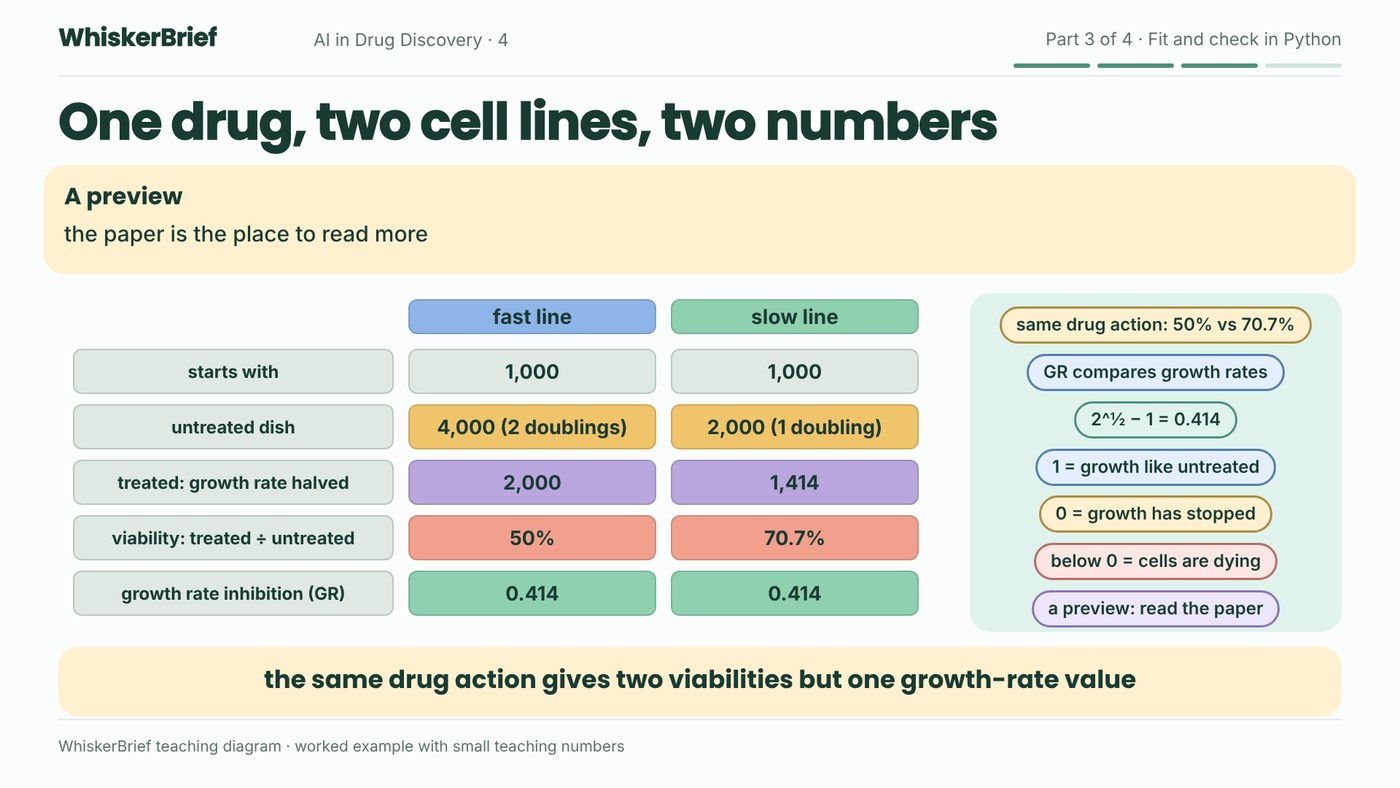 WhiskerBrief
AI in Drug Discovery · 4
Part 3 of 4 · Fit and check in Python
One drug, two cell lines, two numbers
A preview
the paper is the place to read more
fast line
slow line
starts with
1,000
1,000
untreated dish
4,000 (2 doublings)
2,000 (1 doubling)
treated: growth rate halved
2,000
1,414
viability: treated ÷ untreated
50%
70.7%
growth rate inhibition (GR)
0.414
0.414
same drug action: 50% vs 70.7%
GR compares growth rates
2^½ − 1 = 0.414
1 = growth like untreated
0 = growth has stopped
below 0 = cells are dying
a preview: read the paper
the same drug action gives two viabilities but one growth-rate value
WhiskerBrief teaching diagram · worked example with small teaching numbers